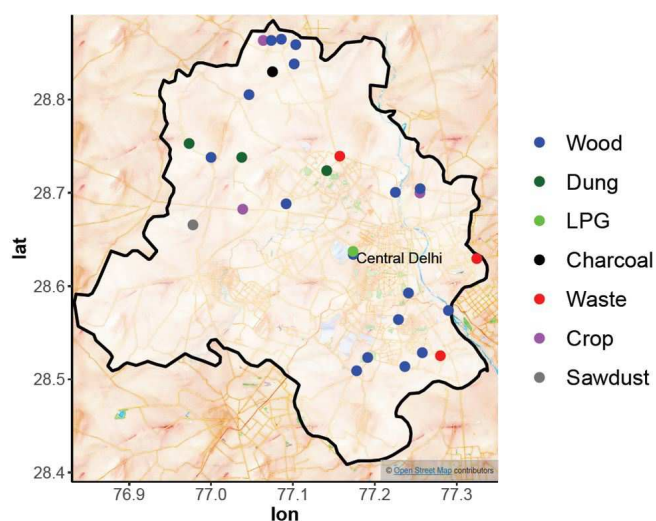 lat
28.8
28.7
28.6
28.5
28.4
Central Delhi
© Open Street Map contributors
76.9 77.0 77.1 77.2 77.3
lon
Wood
Dung
LPG
Charcoal
Waste
Crop
Sawdust